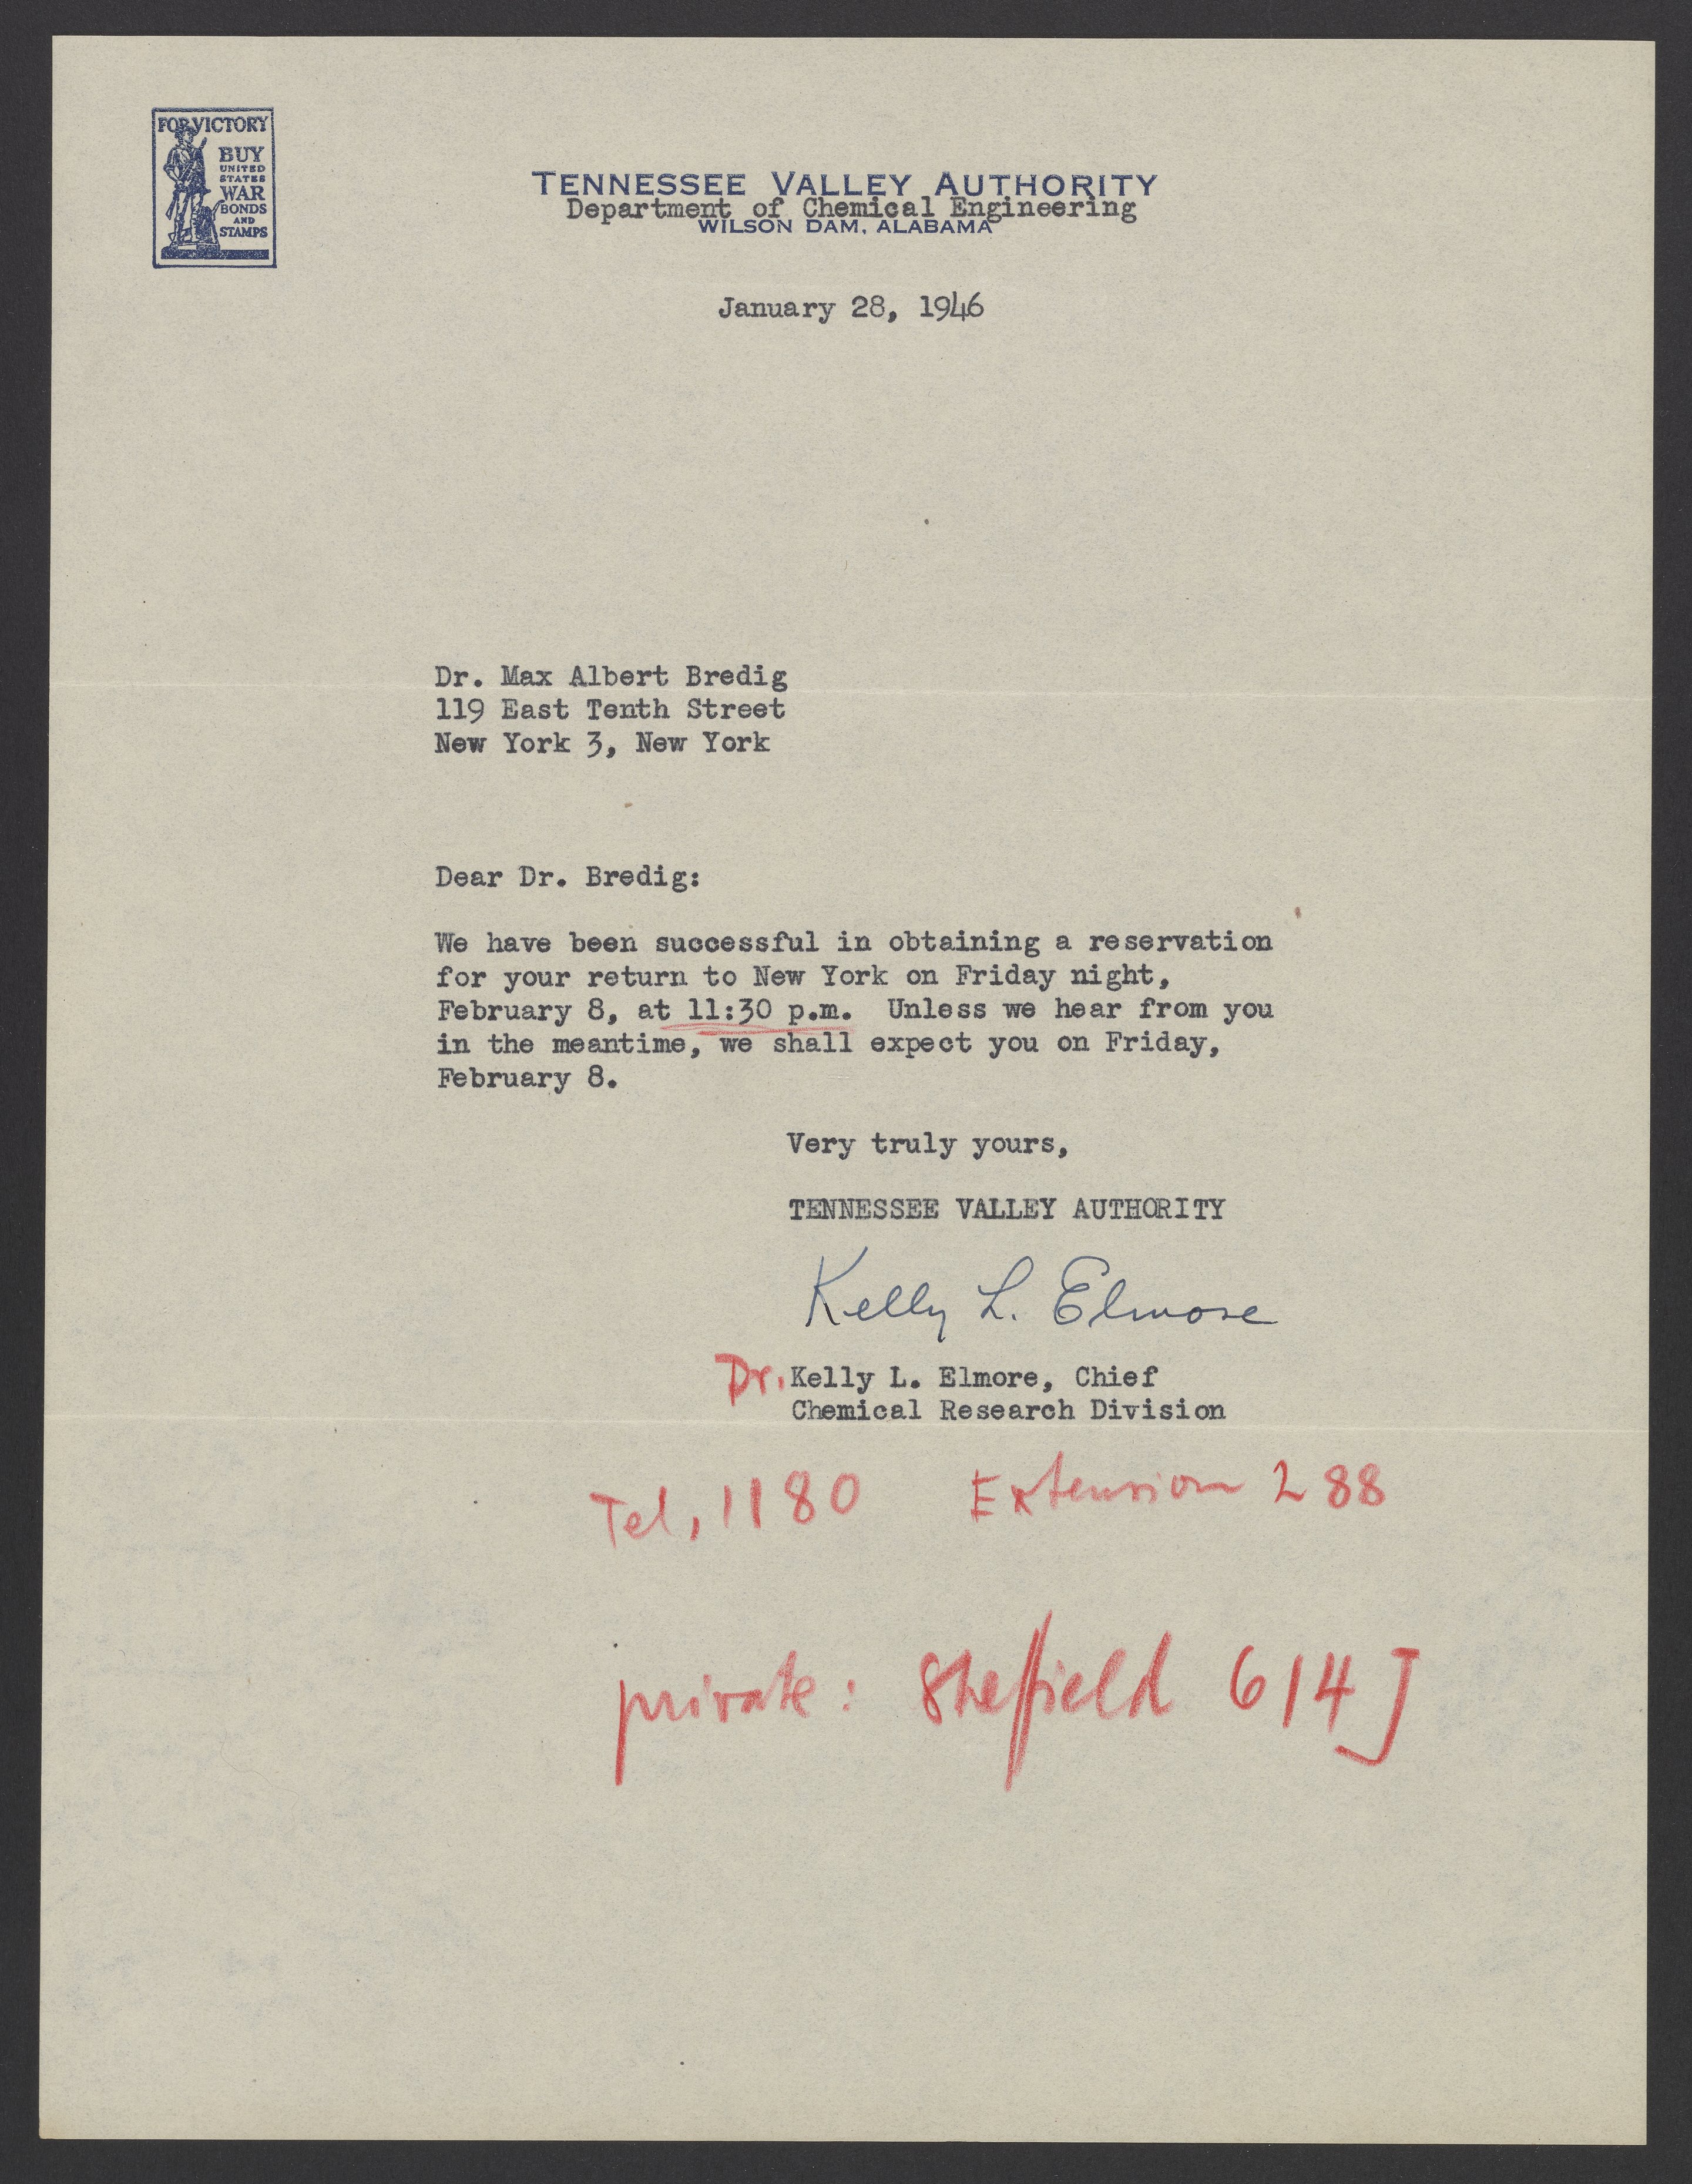 FOR VICTORY
BUY
UNITED
STATES
WAR
BONDS
AND
STAMPS
TENNESSEE VALLEY AUTHORITY
Department of Chemical Engineering
WILSON DAM, ALABAMA
January 28, 1946
Dr. Max Albert Bredig
119 East Tenth Street
New York 3, New York
Dear Dr. Bredig:
We have been successful in obtaining a reservation
for your return to New York on Friday night,
February 8, at 11:30 p.m. Unless we hear from you
in the meantime, we shall expect you on Friday,
February 8.
Very truly yours,
TENNESSEE VALLEY AUTHORITY
Kelly L. Elmore
Dr. Kelly L. Elmore, Chief
Chemical Research Division
Tel, 1180 Extension 288
private: Sheffield 614J